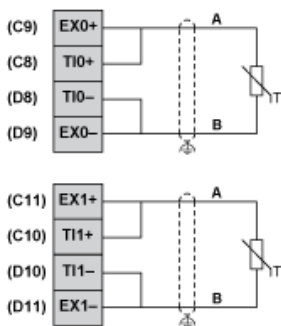 (C9) EX0+ A
(C8) TI0+
(D8) TI0– T
(D9) EX0– B
(C11) EX1+ A
(C10) TI1+
(D10) TI1– T
(D11) EX1– B